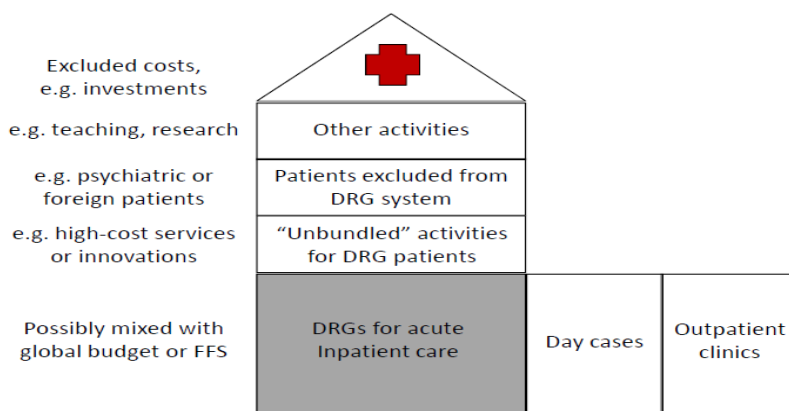 Excluded costs,
e.g. investments
e.g. teaching, research
Other activities
e.g. psychiatric or
foreign patients
Patients excluded from
DRG system
e.g. high-cost services
or innovations
“Unbundled” activities
for DRG patients
Possibly mixed with
global budget or FFS
DRGs for acute
Inpatient care
Day cases
Outpatient
clinics